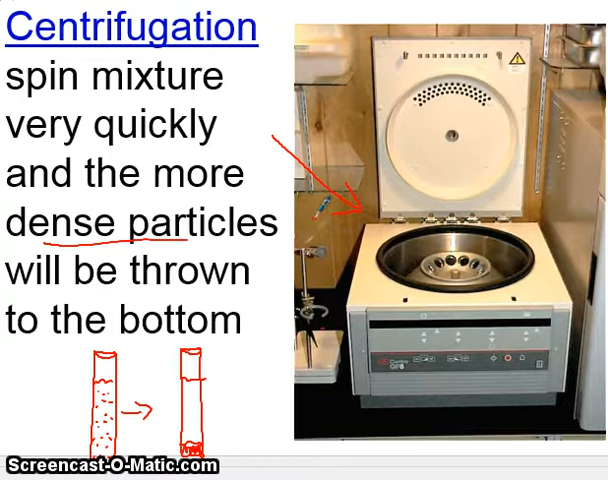 Centrifugation
spin mixture
very quickly
and the more
dense particles
will be thrown
to the bottom
Screencast-O-Matic.com